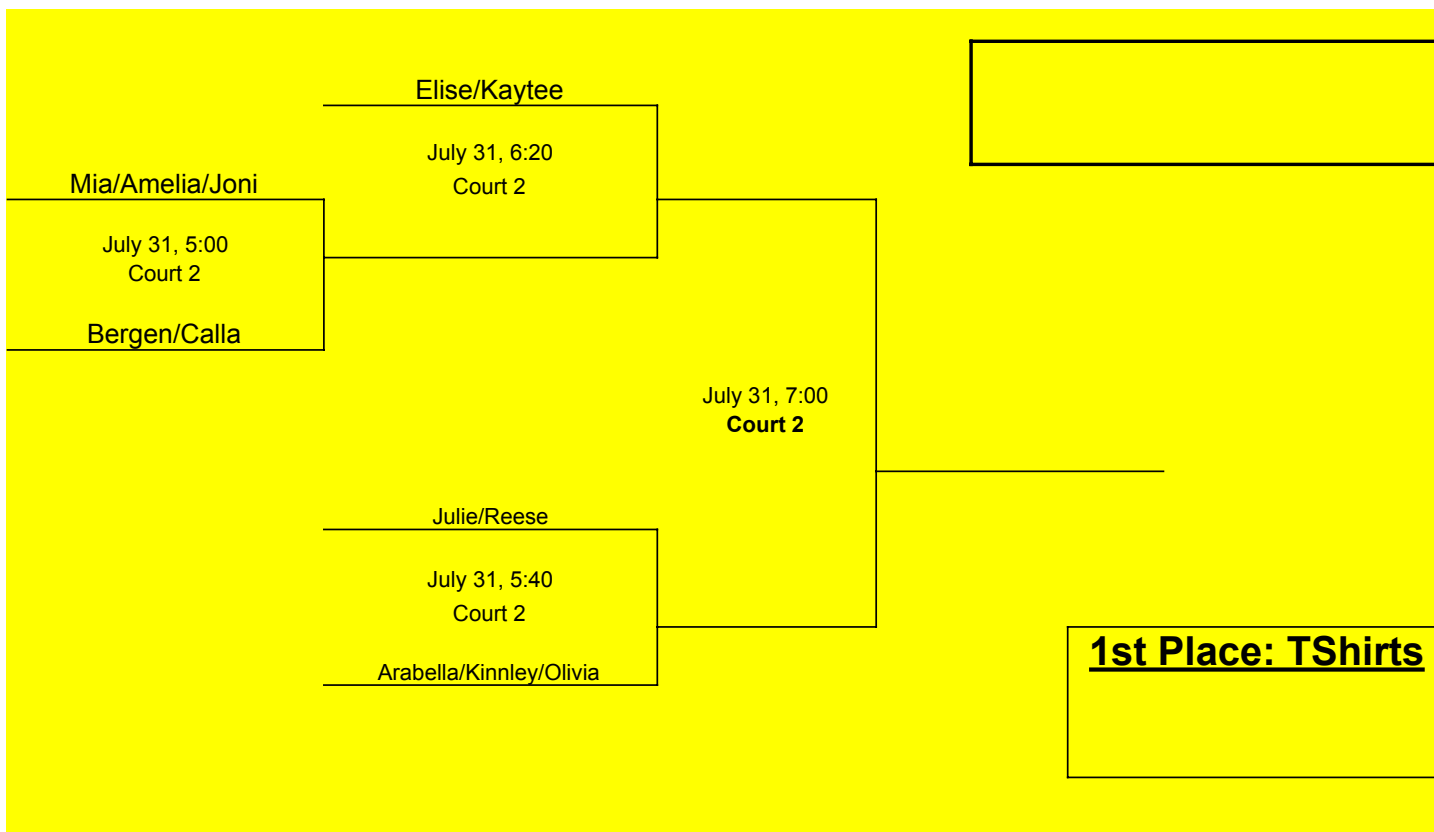 Elise/Kaytee
July 31, 6:20
Court 2
Mia/Amelia/Joni
July 31, 5:00
Court 2
Bergen/Calla
July 31, 7:00
Court 2
Julie/Reese
July 31, 5:40
Court 2
Arabella/Kinnley/Olivia
1st Place: TShirts